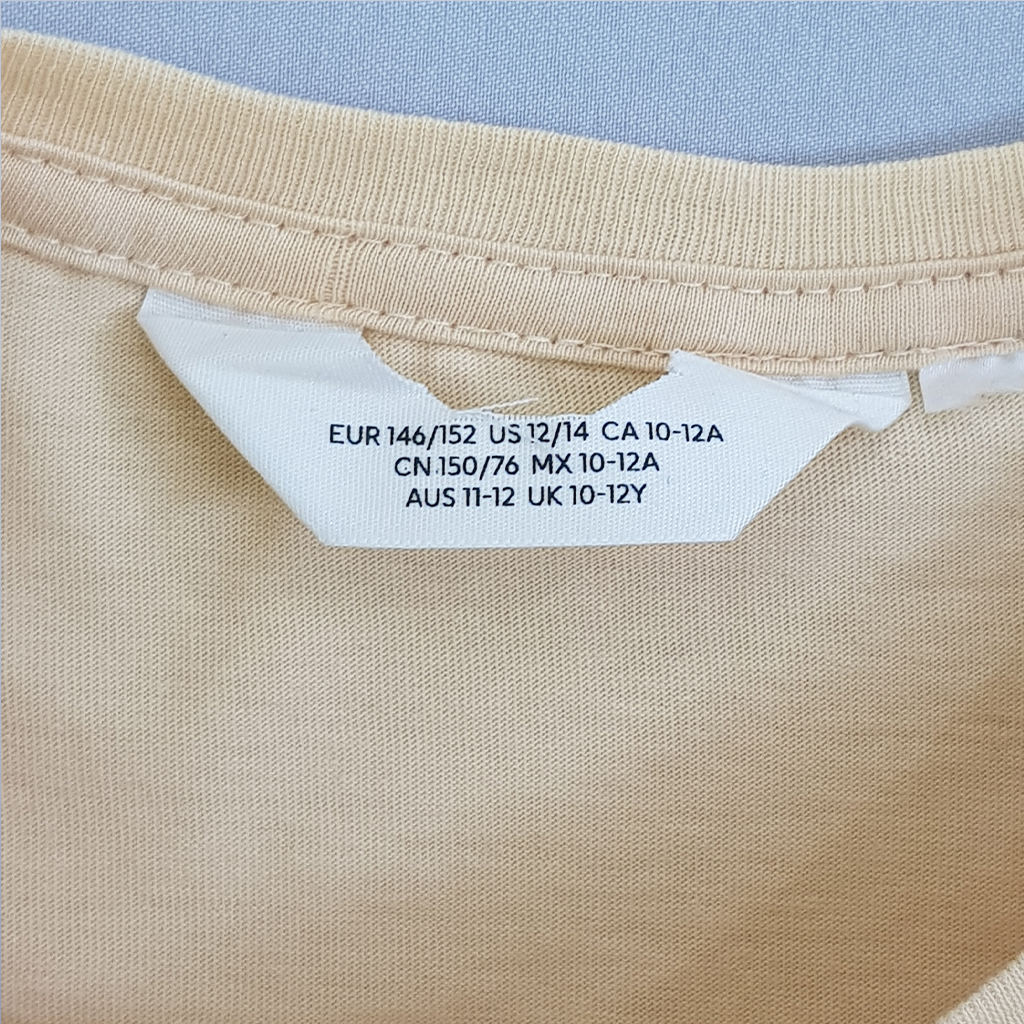 EUR 146/152 US 12/14 CA 10-12A
CN 150/76 MX 10-12A
AUS 11-12 UK 10-12Y